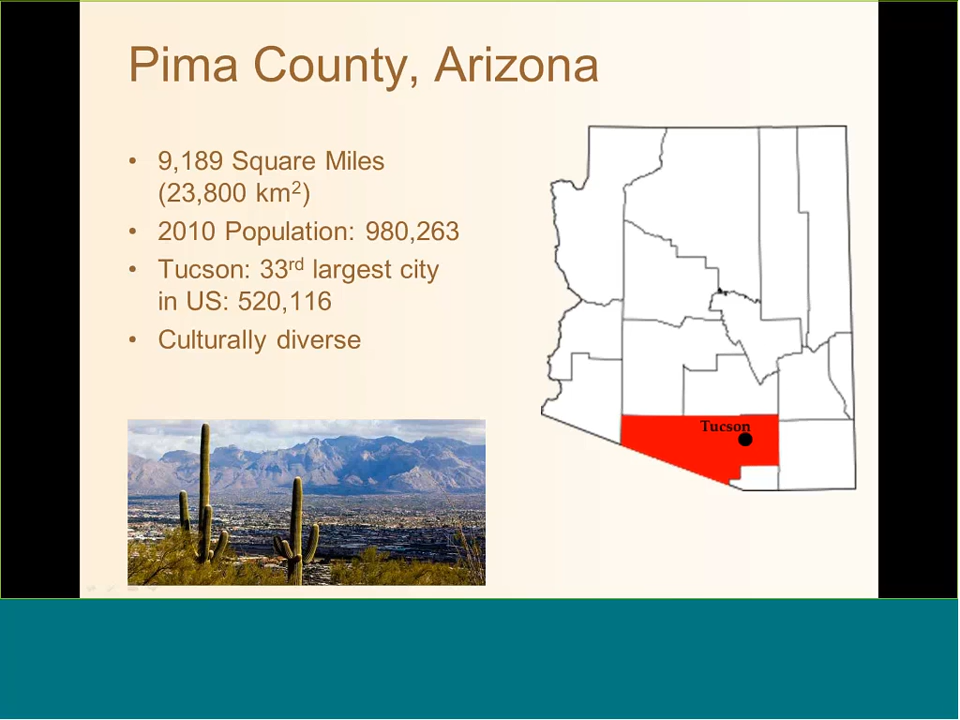 Pima County, Arizona
• 9,189 Square Miles
(23,800 km²)
• 2010 Population: 980,263
• Tucson: 33rd largest city
in US: 520,116
• Culturally diverse
Tucson